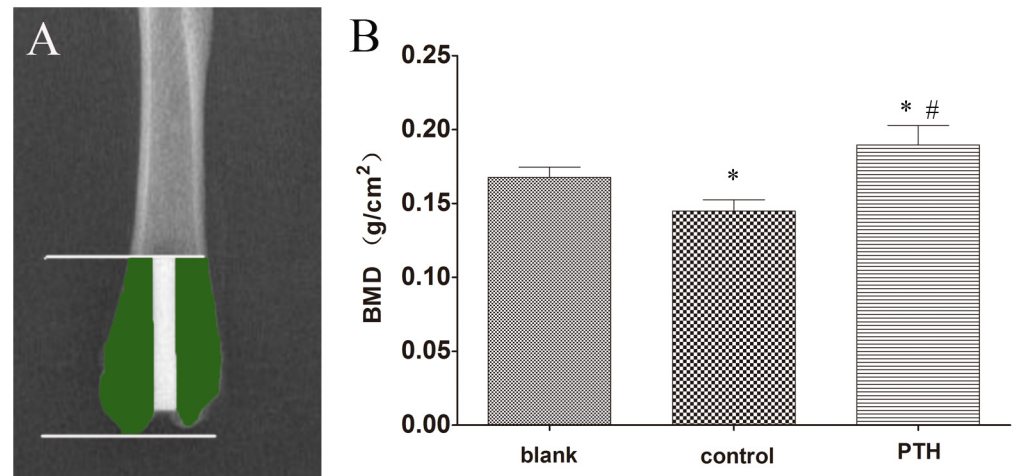 A
B
BMD (g/cm²)
0.25
0.20
0.15
0.10
0.05
0.00
*
* #
blank
control
PTH